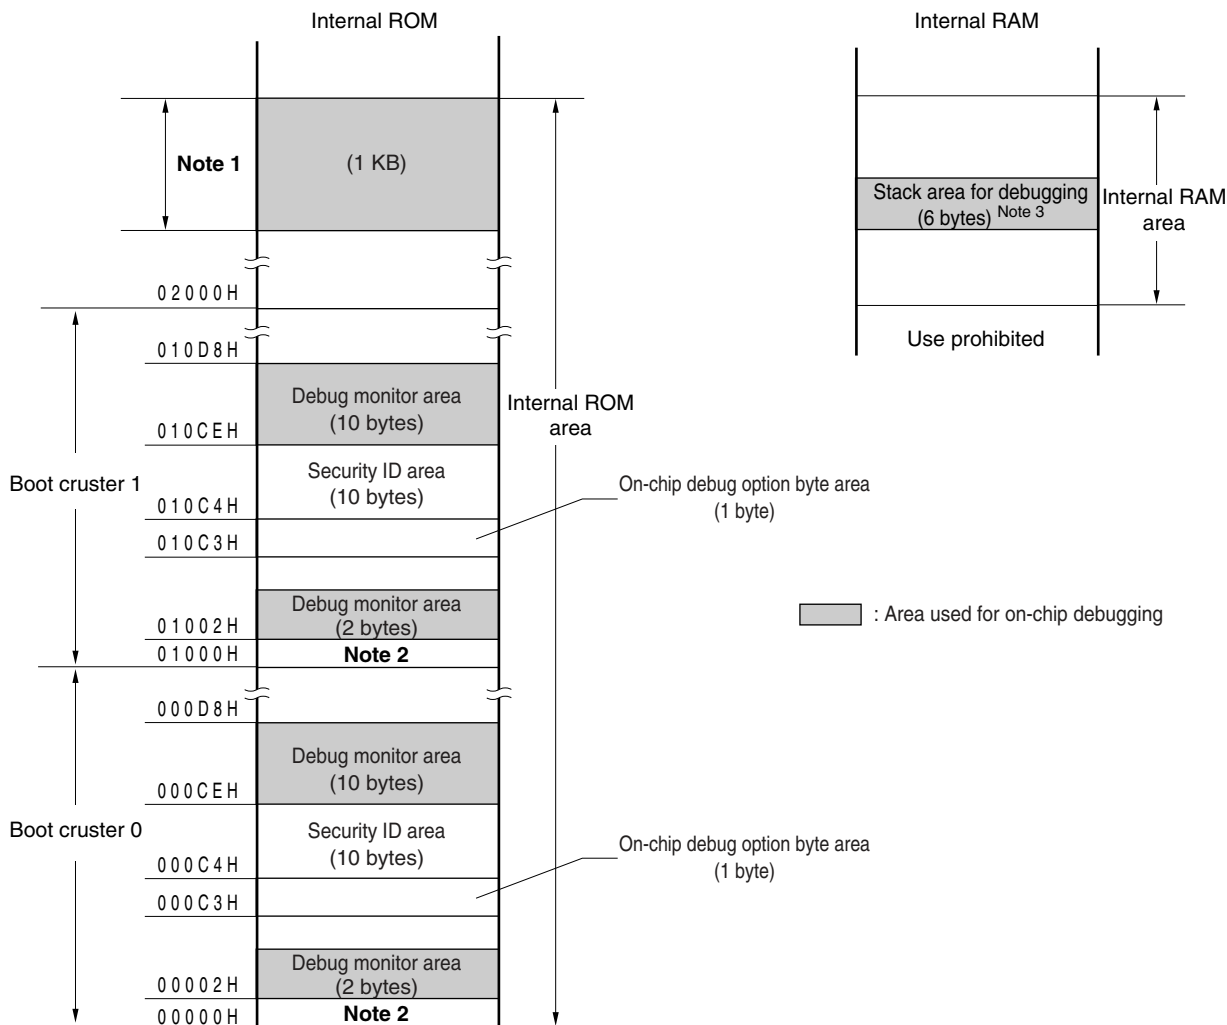 Internal ROM
Internal RAM
Note 1
(1 KB)
Stack area for debugging
(6 bytes) Note 3
Internal RAM
area
Use prohibited
02000H
010D8H
Debug monitor area
(10 bytes)
Internal ROM
area
010CEH
Security ID area
(10 bytes)
Boot cruster 1
On-chip debug option byte area
(1 byte)
010C4H
010C3H
Debug monitor area
(2 bytes)
: Area used for on-chip debugging
01002H
01000H
Note 2
000D8H
Debug monitor area
(10 bytes)
000CEH
Boot cruster 0
Security ID area
(10 bytes)
On-chip debug option byte area
(1 byte)
000C4H
000C3H
Debug monitor area
(2 bytes)
00002H
00000H
Note 2